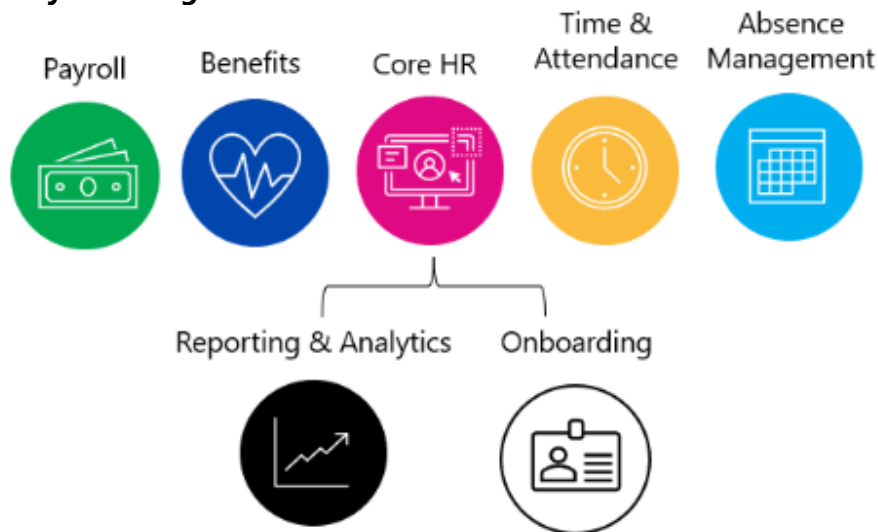 Payroll
Benefits
Core HR
Time &
Attendance
Absence
Management
Reporting & Analytics
Onboarding